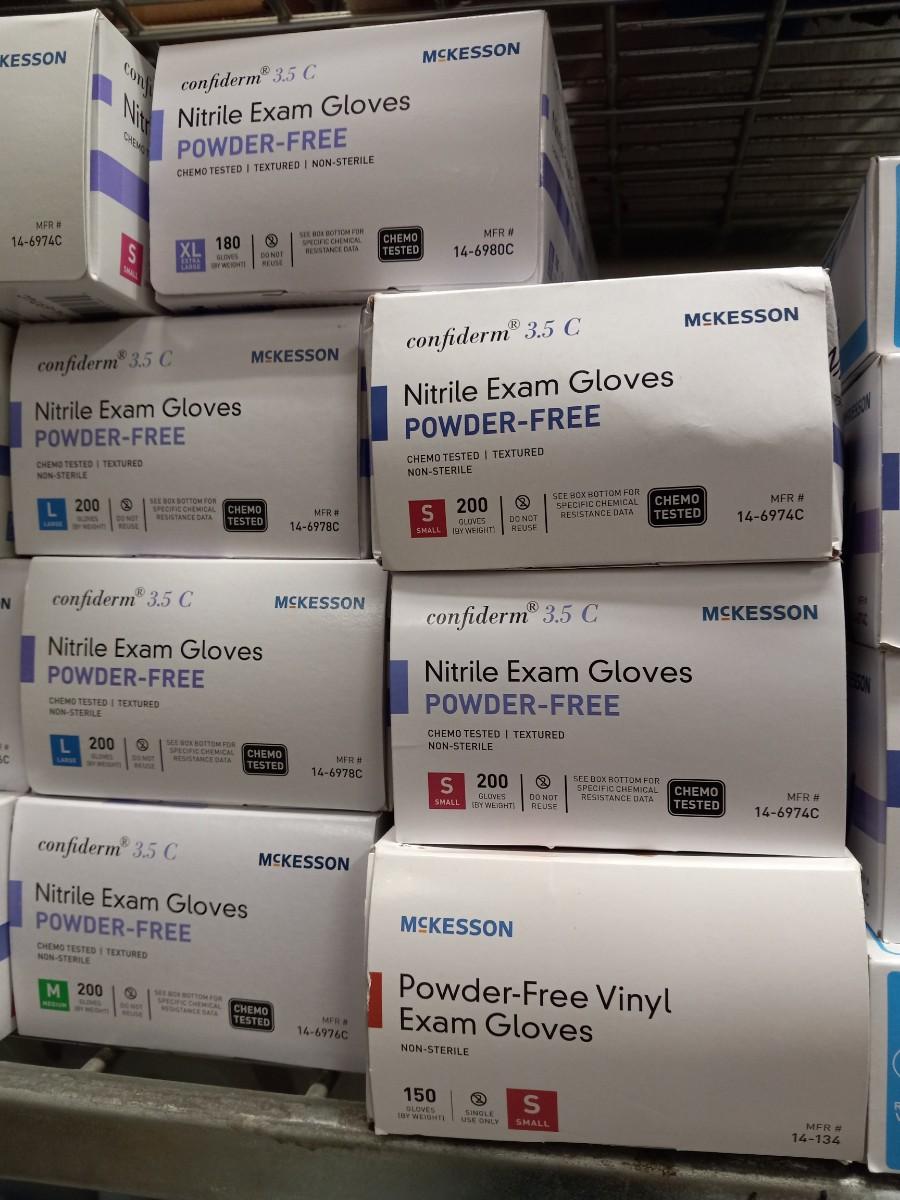 KESSON
MFR #
14-6974C
conf
Nitr
CHEMO
S
SMALL
confiderm® 3.5 C
McKESSON
Nitrile Exam Gloves
POWDER-FREE
CHEMO TESTED | TEXTURED | NON-STERILE
XL
EXTRA
LARGE
180
GLOVES
(BY WEIGHT)
DO NOT
REUSE
SEE BOX BOTTOM FOR
SPECIFIC CHEMICAL
RESISTANCE DATA
CHEMO
TESTED
MFR #
14-6980C
confiderm® 3.5 C
McKESSON
Nitrile Exam Gloves
POWDER-FREE
CHEMO TESTED | TEXTURED
NON-STERILE
L
LARGE
200
GLOVES
(BY WEIGHT)
DO NOT
REUSE
SEE BOX BOTTOM FOR
SPECIFIC CHEMICAL
RESISTANCE DATA
CHEMO
TESTED
MFR #
14-6978C
confiderm® 3.5 C
McKESSON
Nitrile Exam Gloves
POWDER-FREE
CHEMO TESTED | TEXTURED
NON-STERILE
S
SMALL
200
GLOVES
(BY WEIGHT)
DO NOT
REUSE
SEE BOX BOTTOM FOR
SPECIFIC CHEMICAL
RESISTANCE DATA
CHEMO
TESTED
MFR #
14-6974C
confiderm® 3.5 C
McKESSON
Nitrile Exam Gloves
POWDER-FREE
CHEMO TESTED | TEXTURED
NON-STERILE
L
LARGE
200
GLOVES
(BY WEIGHT)
DO NOT
REUSE
SEE BOX BOTTOM FOR
SPECIFIC CHEMICAL
RESISTANCE DATA
CHEMO
TESTED
MFR #
14-6978C
confiderm® 3.5 C
McKESSON
Nitrile Exam Gloves
POWDER-FREE
CHEMO TESTED | TEXTURED
NON-STERILE
S
SMALL
200
GLOVES
(BY WEIGHT)
DO NOT
REUSE
SEE BOX BOTTOM FOR
SPECIFIC CHEMICAL
RESISTANCE DATA
CHEMO
TESTED
MFR #
14-6974C
confiderm® 3.5 C
McKESSON
Nitrile Exam Gloves
POWDER-FREE
CHEMO TESTED | TEXTURED
NON-STERILE
M
MEDIUM
200
GLOVES
(BY WEIGHT)
DO NOT
REUSE
SEE BOX BOTTOM FOR
SPECIFIC CHEMICAL
RESISTANCE DATA
CHEMO
TESTED
MFR #
14-6976C
McKESSON
Powder-Free Vinyl
Exam Gloves
NON-STERILE
150
GLOVES
(BY WEIGHT)
SINGLE
USE ONLY
S
SMALL
MFR #
14-134